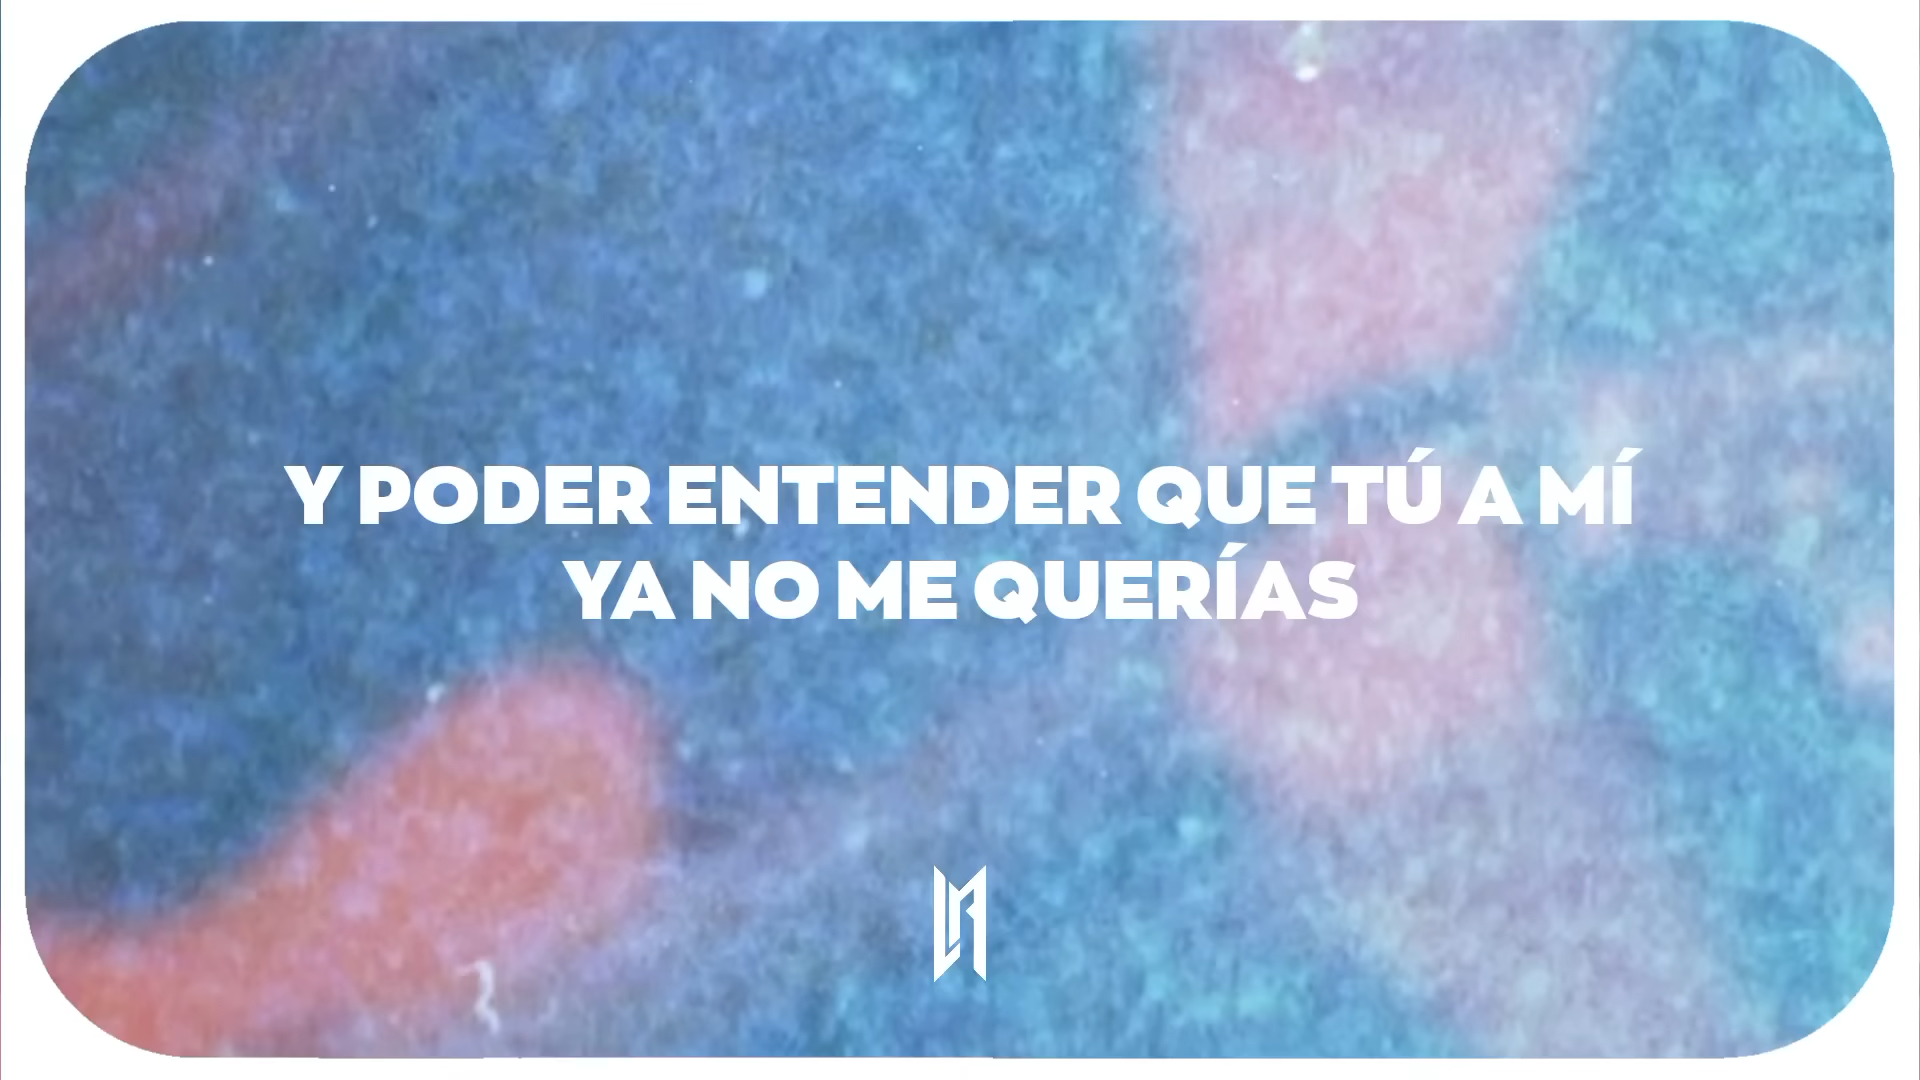 Y PODER ENTENDER QUE TÚ A MÍ
YA NO ME QUERÍAS